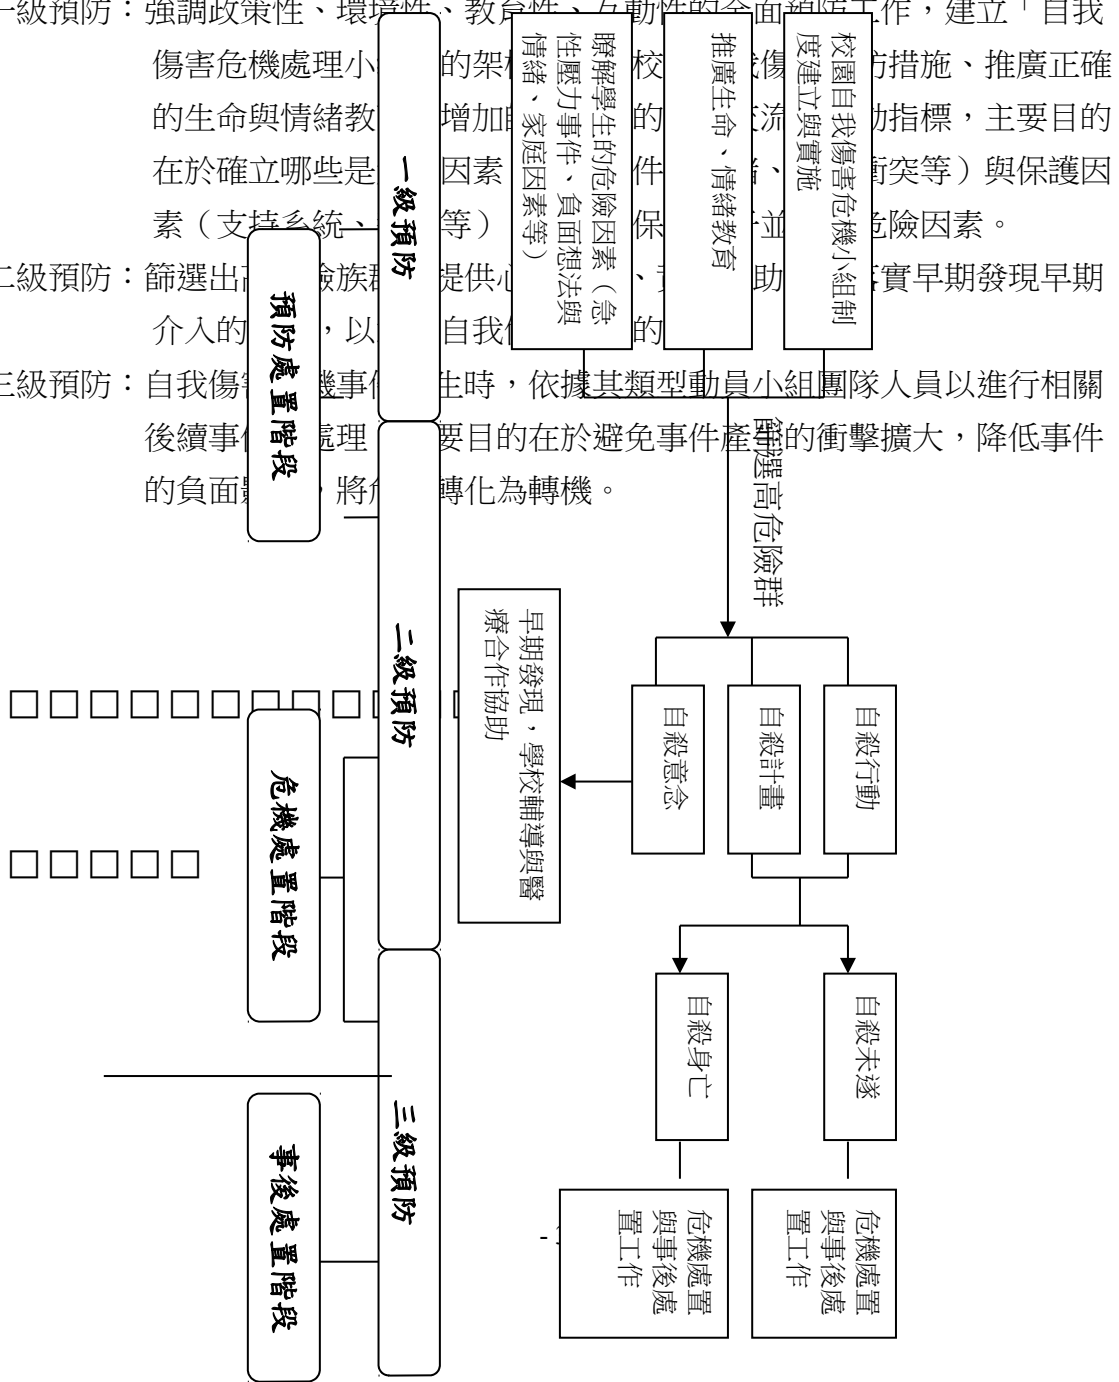 一級預防：強調政策性、環境性、教育性、互動性的全面預防工作，建立「自我
傷害危機處理小 的架 校 我傷 防措施、推廣正確
的生命與情緒教 增加 的 交流 動指標，主要目的
在於確立哪些是 因素 件 緒、 衝突等）與保護因
素（支持系統、 等） 保 並 危險因素。
二級預防：篩選出高 險族群 提供心 、 助 落實早期發現早期
介入的 ，以 自我傷 的
三級預防：自我傷害 機事件 生時，依據其類型動員小組團隊人員以進行相關
後續事件 處理 要目的在於避免事件產生的衝擊擴大，降低事件
的負面影 ，將危 轉化為轉機。
校園自我傷害危機小組制
度建立與實施
推廣生命、情緒教育
瞭解學生的危險因素（急
性壓力事件、負面想法與
情緒、家庭因素等）
篩選高危險群
自殺行動
自殺計畫
自殺意念
早期發現，學校輔導與醫
療合作協助
自殺未遂
自殺身亡
危機處置
與事後處
置工作
危機處置
與事後處
置工作
一級預防
二級預防
三級預防
預防處置階段
危機處置階段
事後處置階段